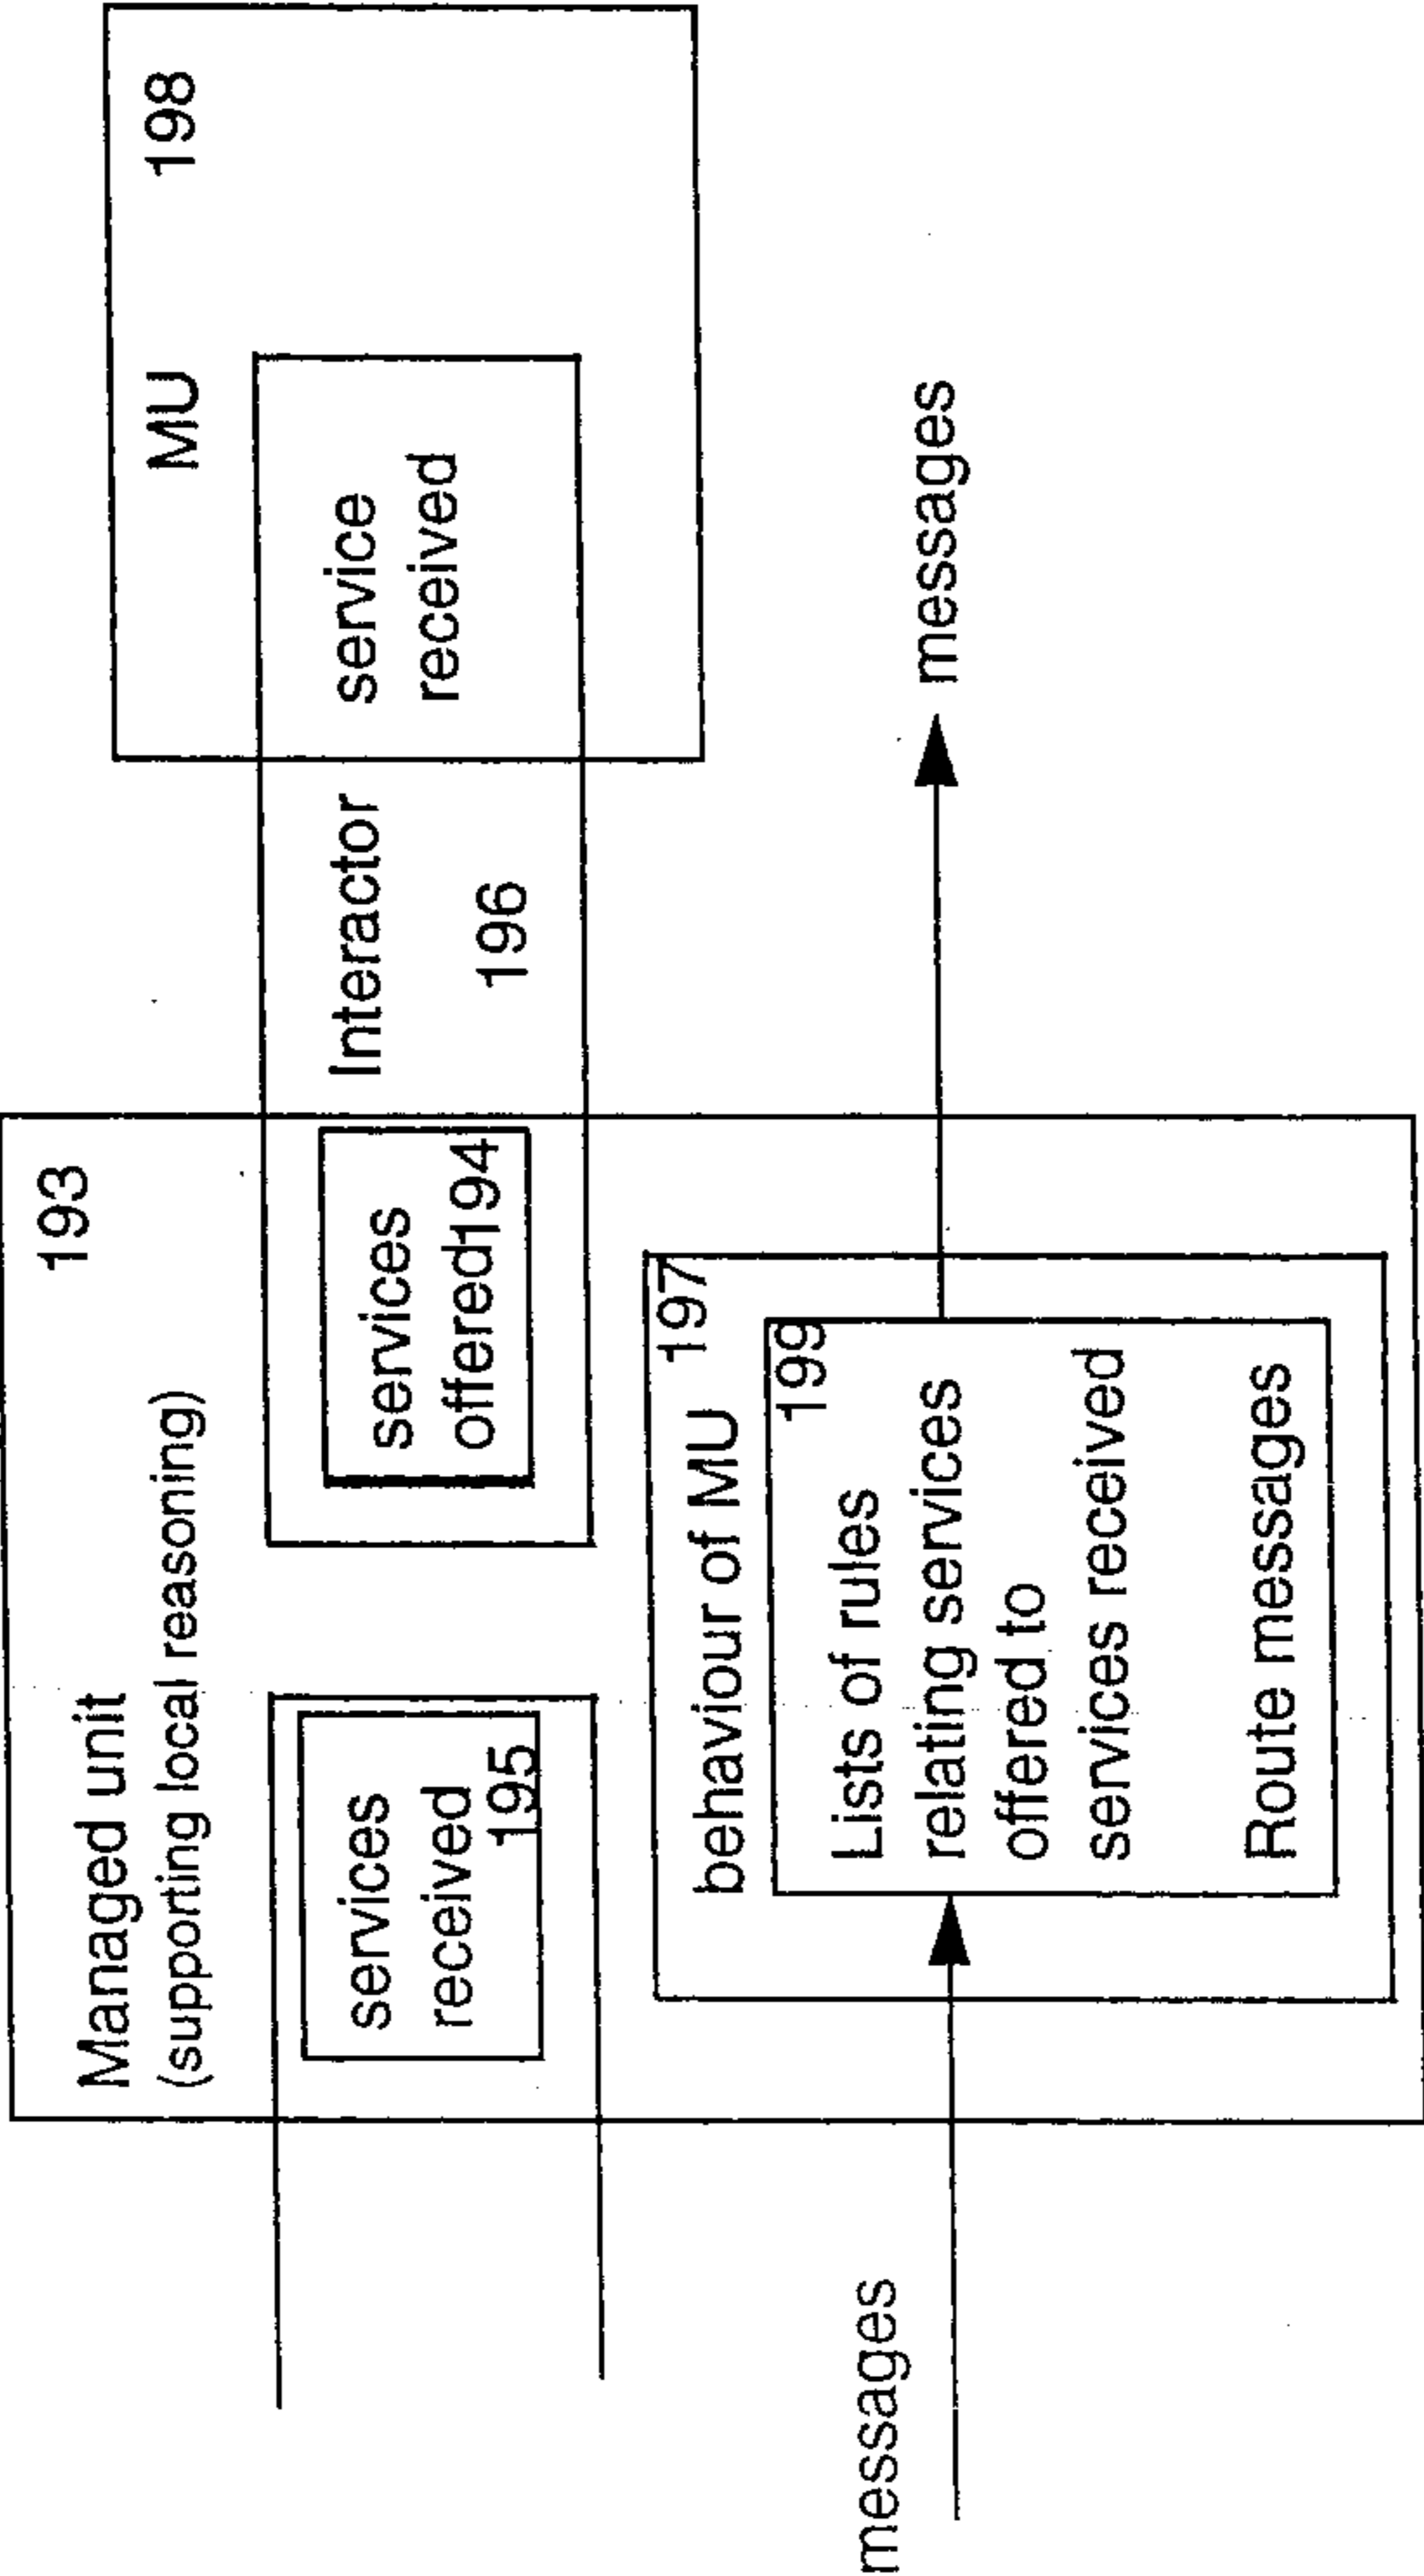 Managed unit 193
(supporting local reasoning)
MU 198
services
received
195
services
offered194
Interactor
196
service
received
behaviour of MU 197
199
Lists of rules
relating services
offered to
services received
Route messages
messages
messages